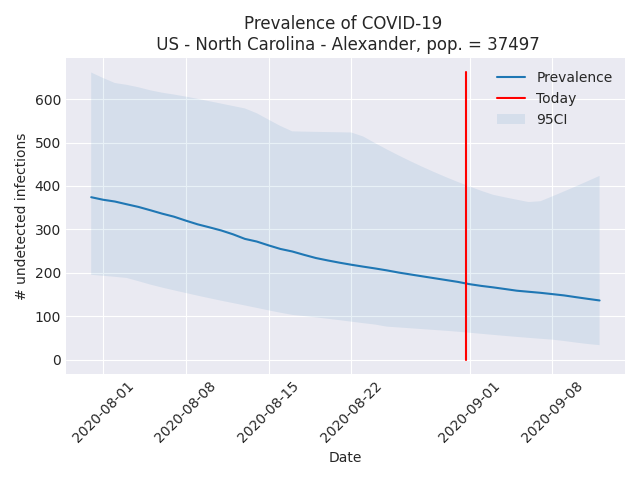 Prevalence of COVID-19
US - North Carolina - Alexander, pop. = 37497
Prevalence
Today
95CI
# undetected infections
600
500
400
300
200
100
0
2020-08-01
2020-08-08
2020-08-15
2020-08-22
2020-09-01
2020-09-08
Date